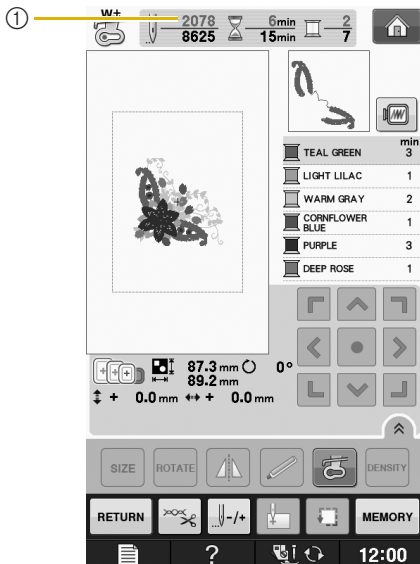 W+ 2078 6min 2
① 8625 15min 7
min
TEAL GREEN 3
LIGHT LILAC 1
WARM GRAY 2
CORNFLOWER
BLUE 1
PURPLE 3
DEEP ROSE 1
87.3 mm 0°
89.2 mm
+ 0.0 mm + 0.0 mm
SIZE ROTATE DENSITY
RETURN -/+ MEMORY
? 12:00